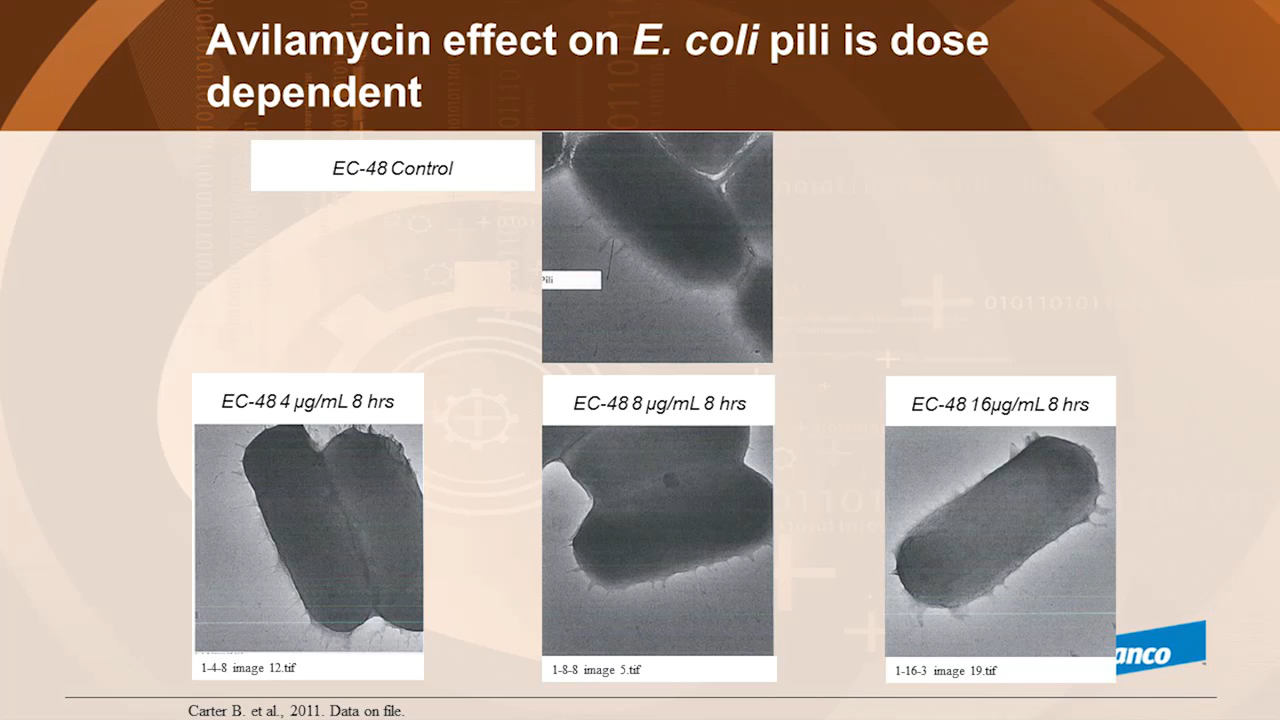 Avilamycin effect on E. coli pili is dose
dependent
EC-48 Control
Pili
010110101
EC-48 4 µg/mL 8 hrs
EC-48 8 µg/mL 8 hrs
EC-48 16µg/mL 8 hrs
1-4-8 image 12.tif
1-8-8 image 5.tif
1-16-3 image 19.tif
anco
Carter B. et al., 2011. Data on file.